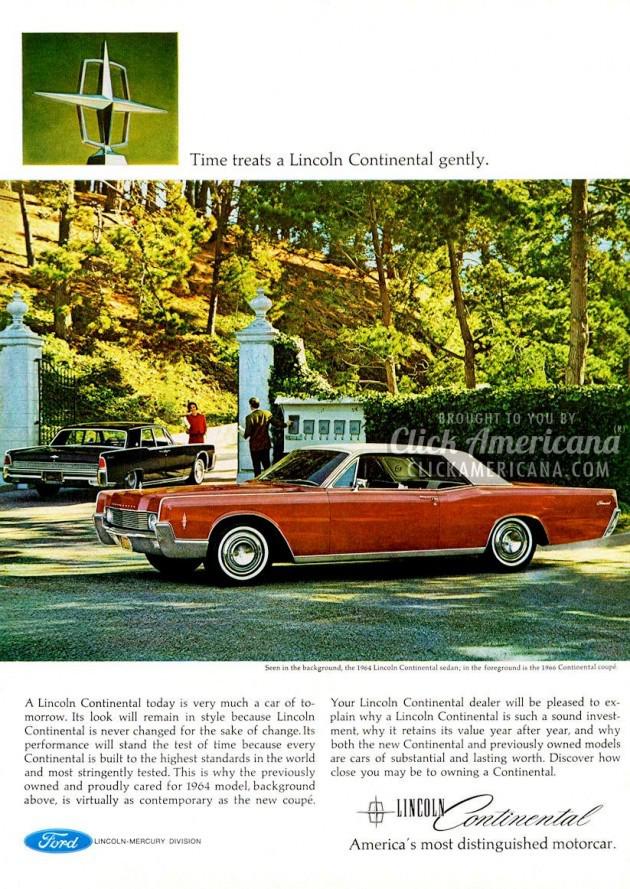 Time treats a Lincoln Continental gently.
BROUGHT TO YOU BY
Click Americana
(R)
CLICKAMERICANA.COM
Seen in the background, the 1964 Lincoln Continental sedan; in the foreground is the 1966 Continental coupé.
A Lincoln Continental today is very much a car of to-
morrow. Its look will remain in style because Lincoln
Continental is never changed for the sake of change. Its
performance will stand the test of time because every
Continental is built to the highest standards in the world
and most stringently tested. This is why the previously
owned and proudly cared for 1964 model, background
above, is virtually as contemporary as the new coupé.
Your Lincoln Continental dealer will be pleased to ex-
plain why a Lincoln Continental is such a sound invest-
ment, why it retains its value year after year, and why
both the new Continental and previously owned models
are cars of substantial and lasting worth. Discover how
close you may be to owning a Continental.
LINCOLN Continental
America's most distinguished motorcar.
Ford LINCOLN-MERCURY DIVISION